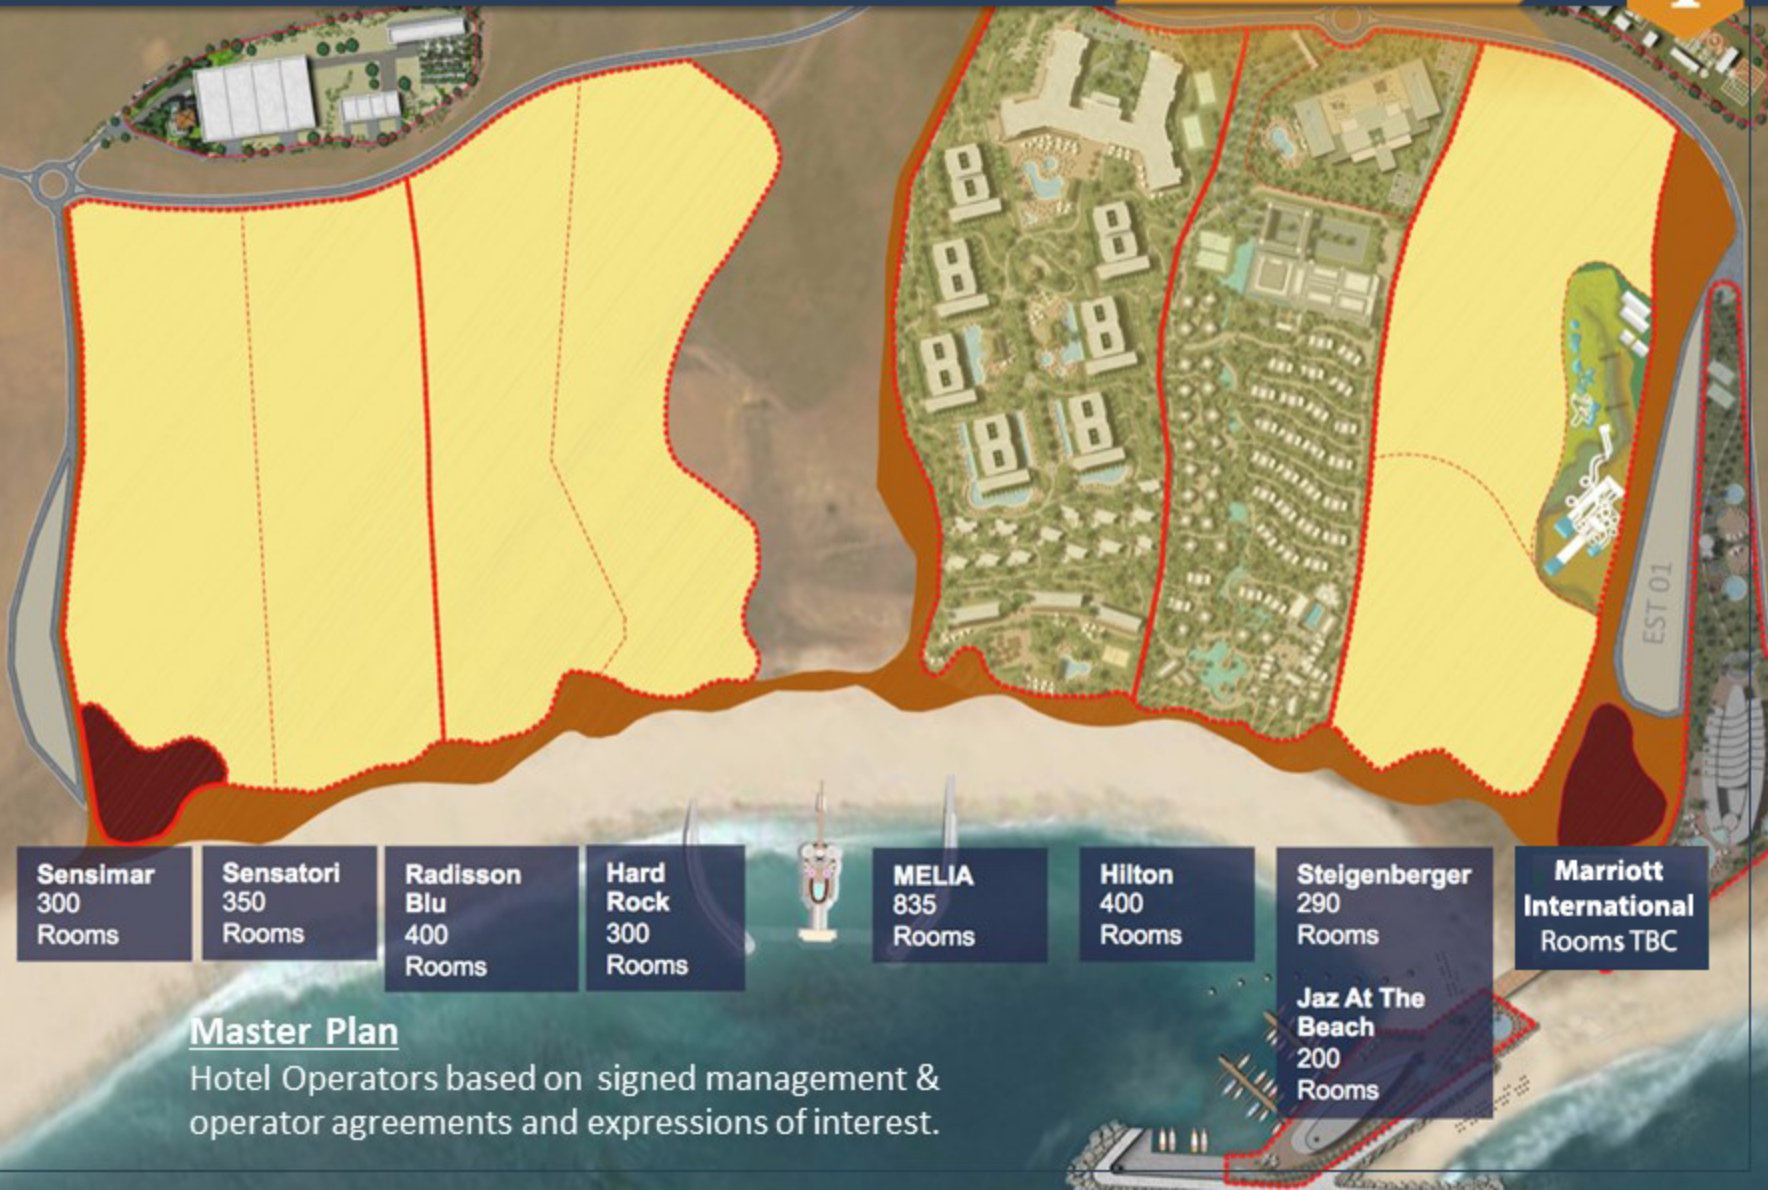 EST 01
Sensimar
300
Rooms
Sensatori
350
Rooms
Radisson
Blu
400
Rooms
Hard
Rock
300
Rooms
MELIA
835
Rooms
Hilton
400
Rooms
Steigenberger
290
Rooms
Jaz At The
Beach
200
Rooms
Marriott
International
Rooms TBC
Master Plan
Hotel Operators based on signed management &
operator agreements and expressions of interest.